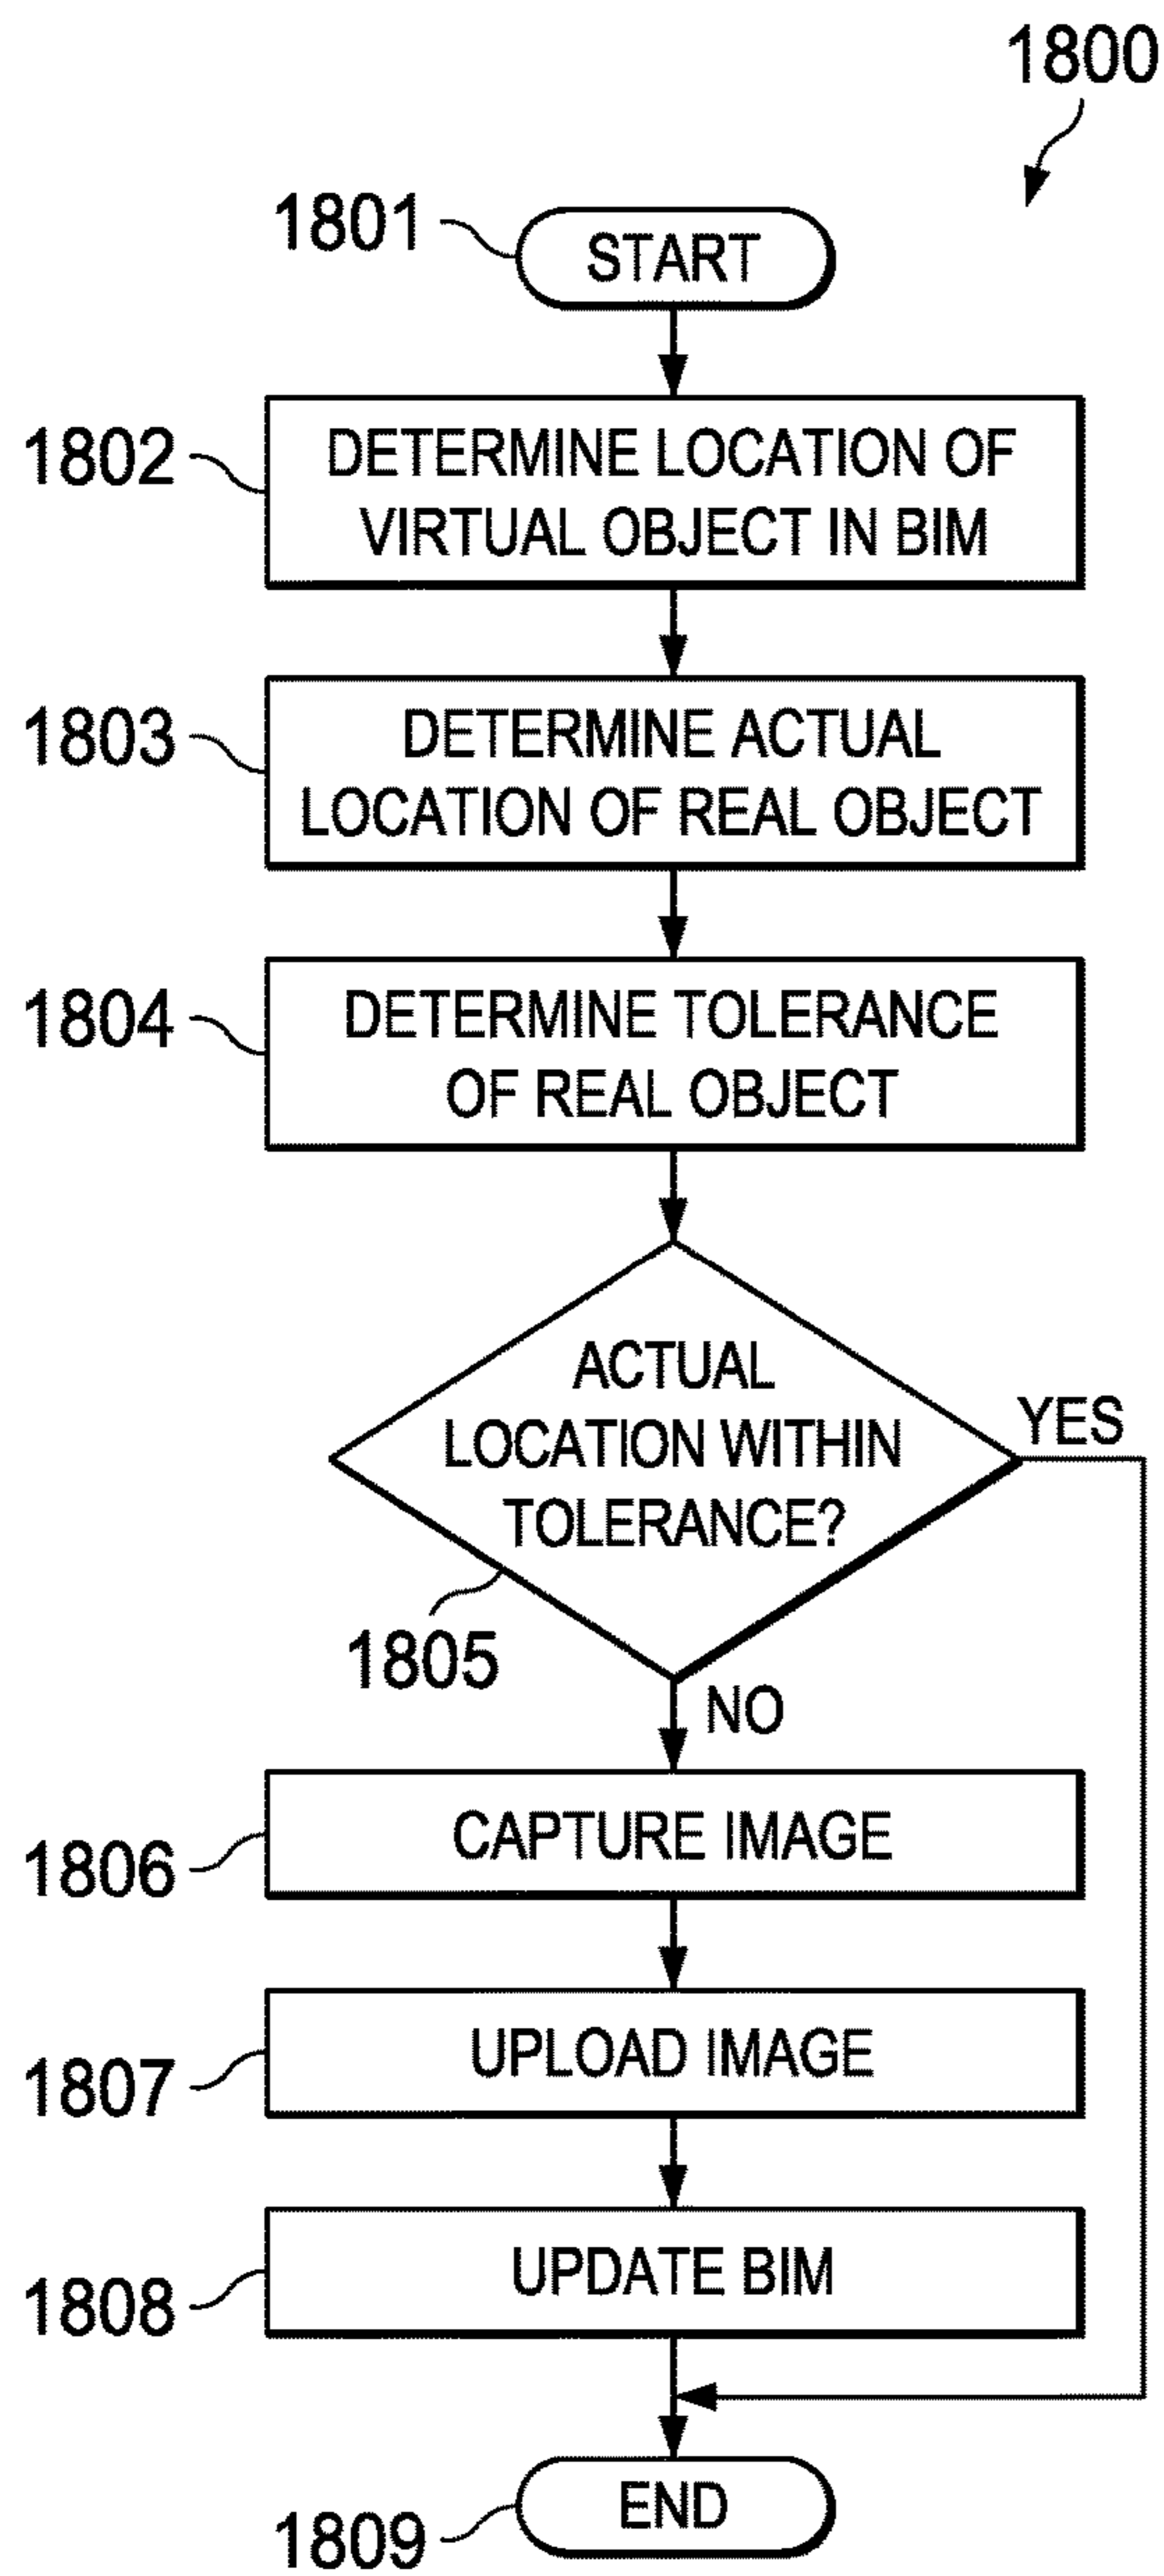 1800
1801
START
1802
DETERMINE LOCATION OF
VIRTUAL OBJECT IN BIM
1803
DETERMINE ACTUAL
LOCATION OF REAL OBJECT
1804
DETERMINE TOLERANCE
OF REAL OBJECT
ACTUAL
LOCATION WITHIN
TOLERANCE?
YES
1805
NO
1806
CAPTURE IMAGE
1807
UPLOAD IMAGE
1808
UPDATE BIM
1809
END